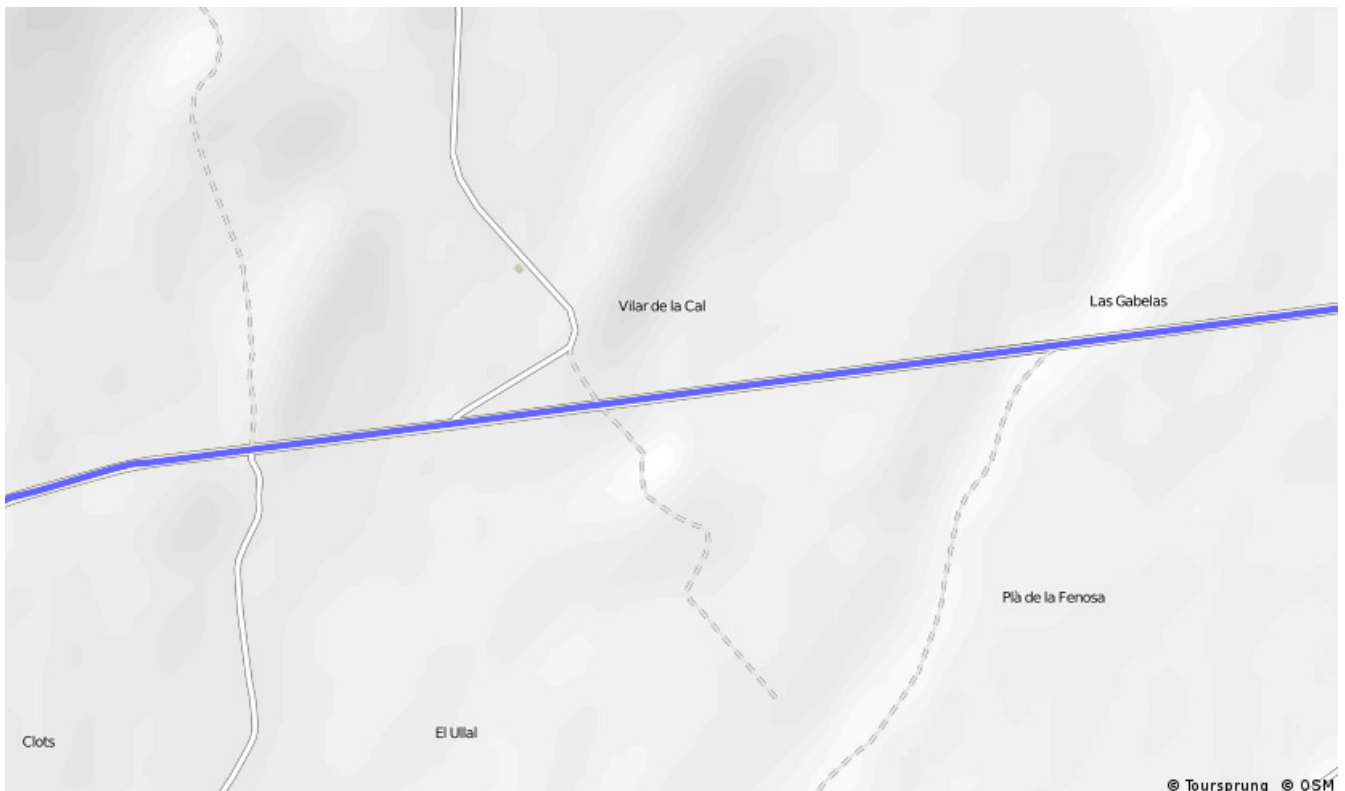 Las Gabelas
Vilar de la Cal
Plà de la Fenosa
El Ullal
Clots
© Toursprung © OSM